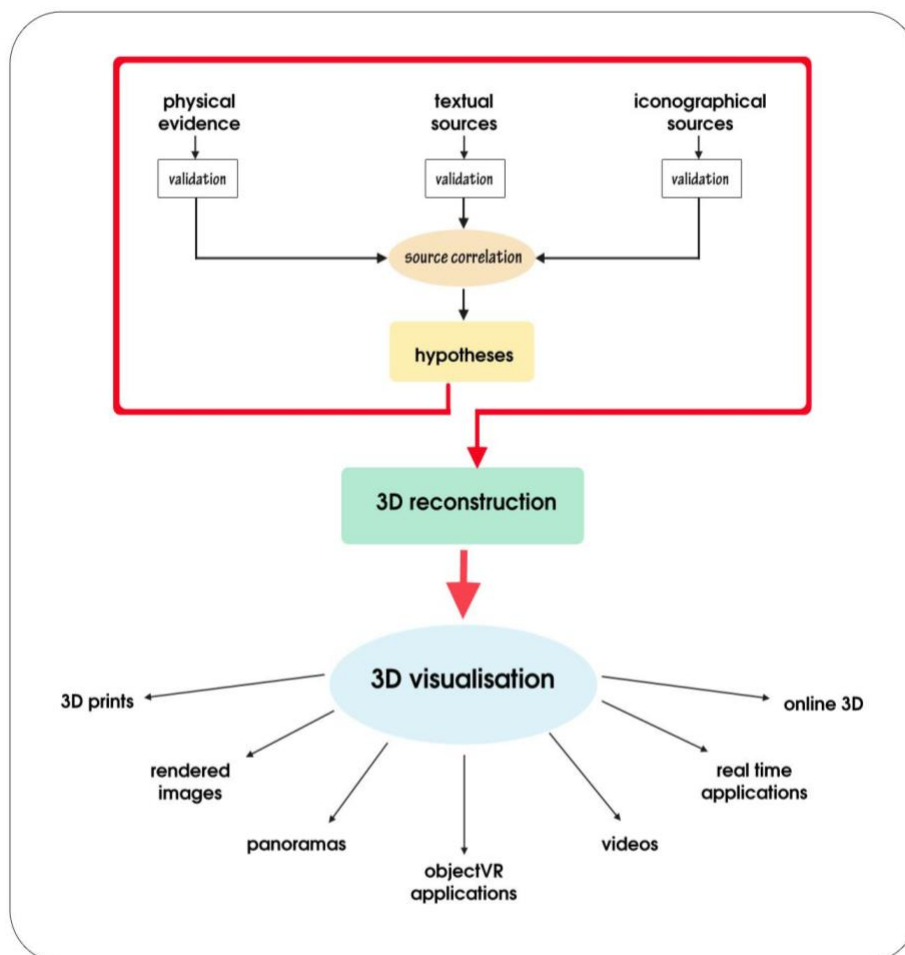 physical
evidence
textual
sources
iconographical
sources
validation
validation
validation
source correlation
hypotheses
3D reconstruction
3D visualisation
3D prints
online 3D
rendered
images
real time
applications
panoramas
videos
objectVR
applications